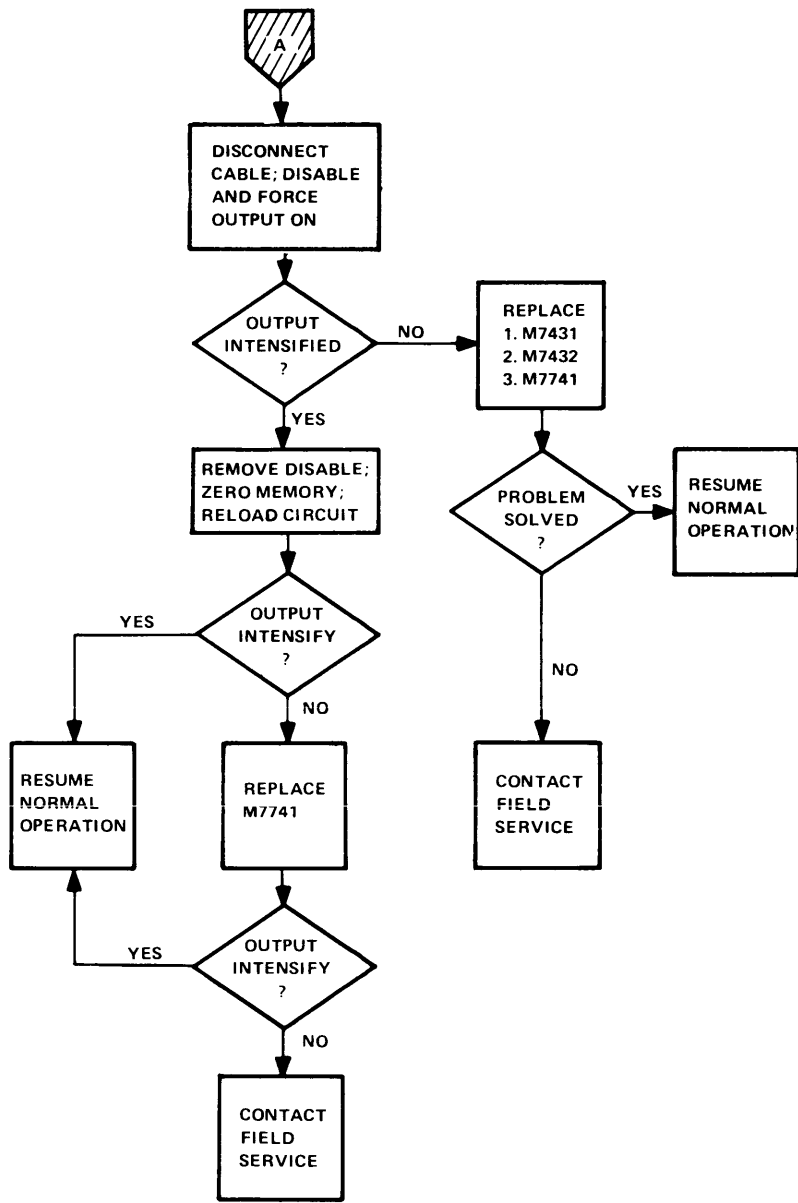 A
DISCONNECT
CABLE; DISABLE
AND FORCE
OUTPUT ON
OUTPUT
INTENSIFIED
?
NO
REPLACE
1. M7431
2. M7432
3. M7741
YES
REMOVE DISABLE;
ZERO MEMORY;
RELOAD CIRCUIT
PROBLEM
SOLVED
?
YES
RESUME
NORMAL
OPERATION
OUTPUT
INTENSIFY
?
YES
NO
NO
RESUME
NORMAL
OPERATION
REPLACE
M7741
CONTACT
FIELD
SERVICE
OUTPUT
INTENSIFY
?
YES
NO
CONTACT
FIELD
SERVICE